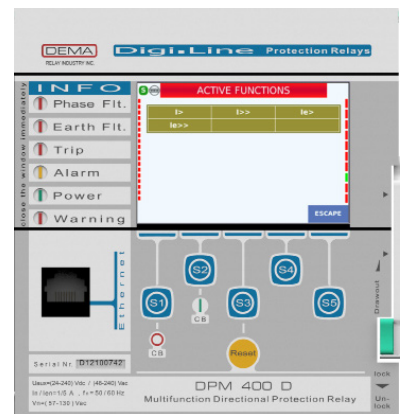 DEMA
RELAY INDUSTRY INC.
Digi-Line Protection Relays
INFO
Phase Flt.
Earth Flt.
Trip
Alarm
Power
Warning
close the window immediately
S
ACTIVE FUNCTIONS
I> I>> Ie>
Ie>>
ESCAPE
Ethernet
S1
S2
S3
S4
S5
CB
CB
Reset
Drawout
lock
Un-lock
Serial Nr. D12100742
Uaux=(24-240) Vdc / (48-240) Vac
In / Ien=1/5 A , fn = 50 / 60 Hz
Vn=( 57-130 ) Vac
DPM 400 D
Multifunction Directional Protection Relay